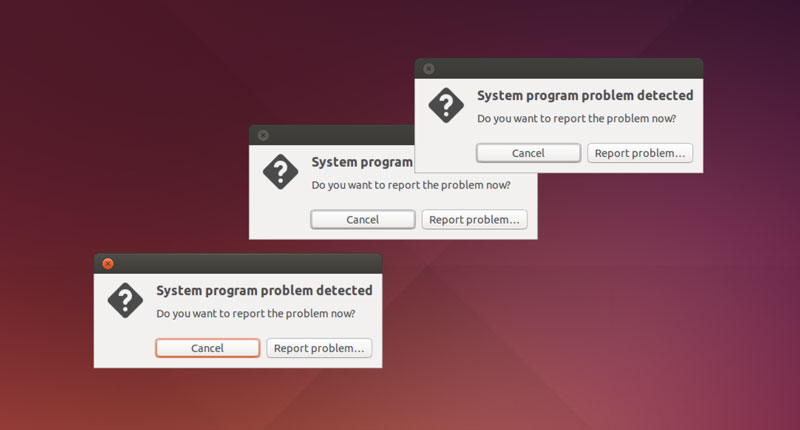 System program problem detected
Do you want to report the problem now?
Cancel
Report problem...
System program
Do you want to report the problem now?
Cancel
Report problem...
System program problem detected
Do you want to report the problem now?
Cancel
Report problem...